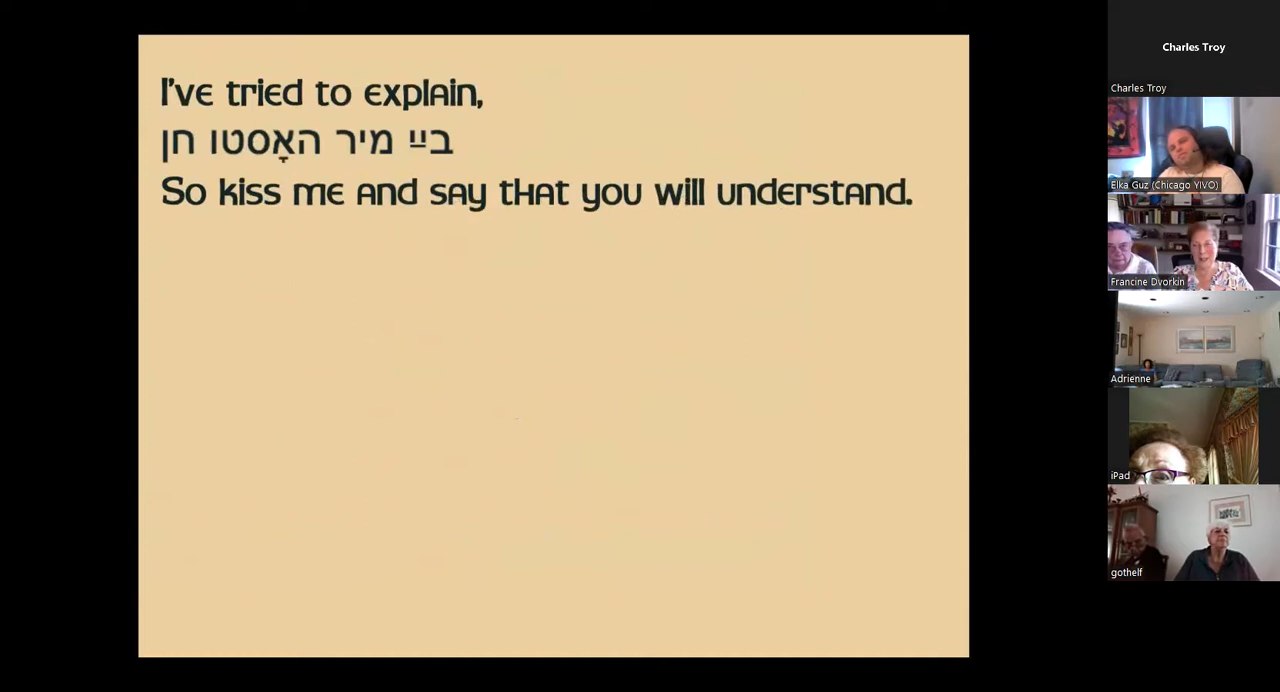 I've tried to explain,
בײַ מיר האָסטו חן
So kiss me and say that you will understand.
Charles Troy
Charles Troy
Elka Guz (Chicago YIVO)
Francine Dvorkin
Adrienne
iPad
gothelf